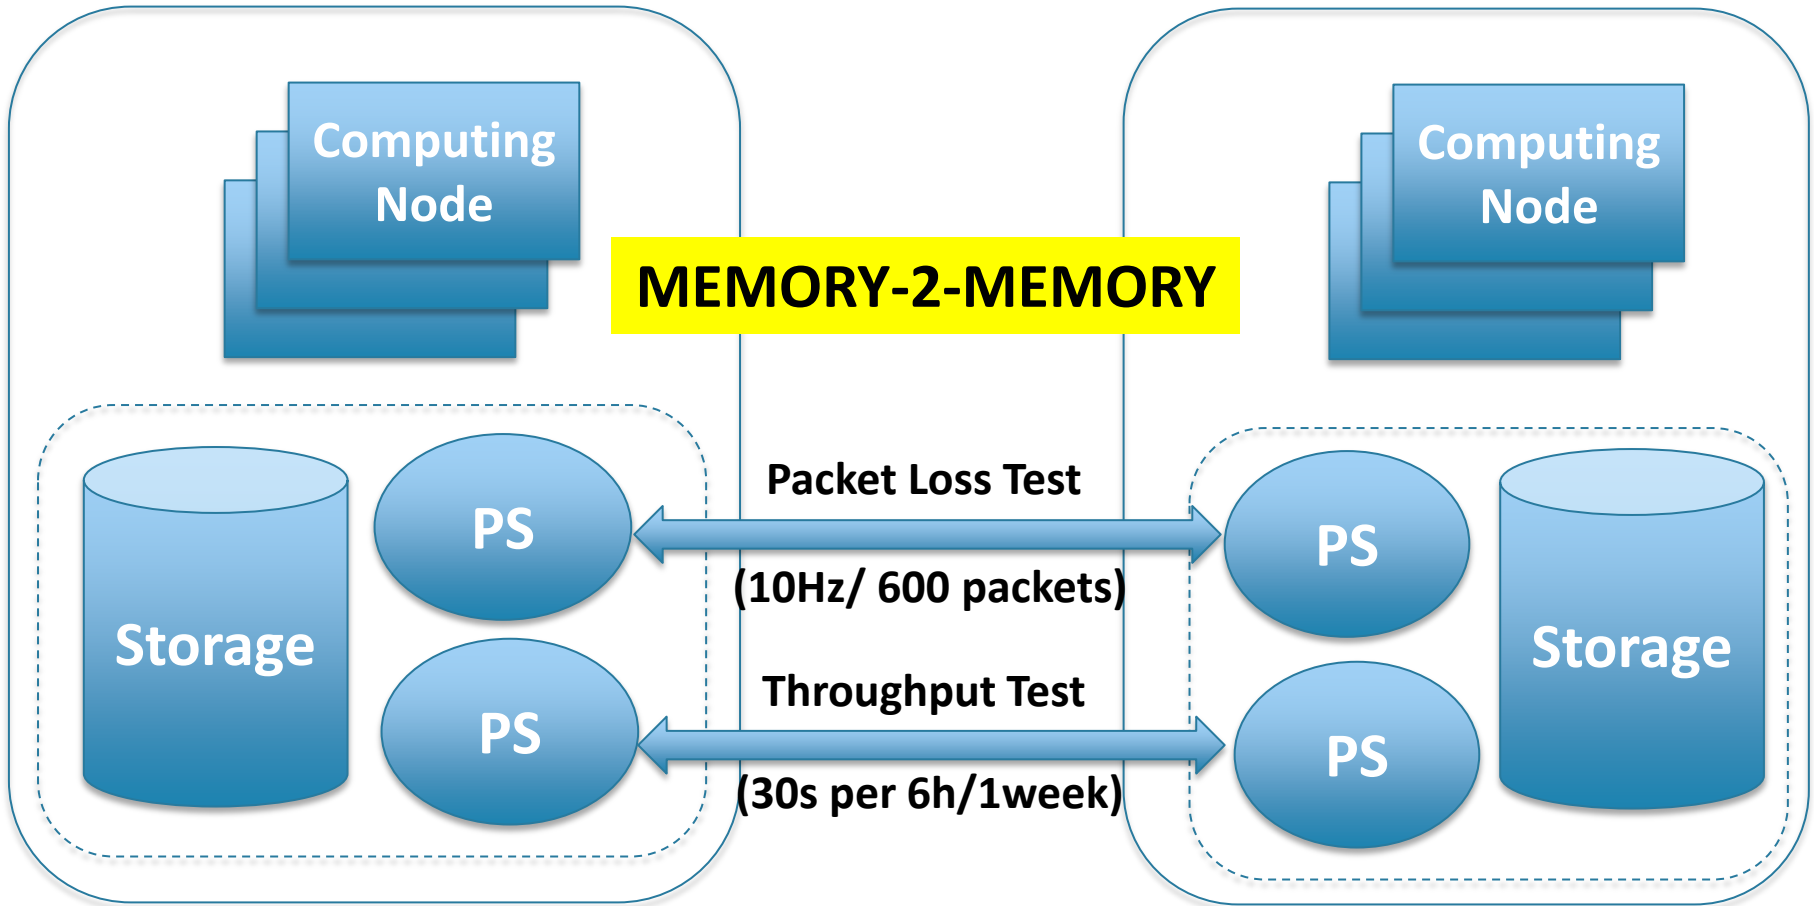 Computing
Node
Computing
Node
MEMORY-2-MEMORY
Packet Loss Test
PS
PS
(10Hz/ 600 packets)
Storage
Storage
Throughput Test
PS
PS
(30s per 6h/1week)